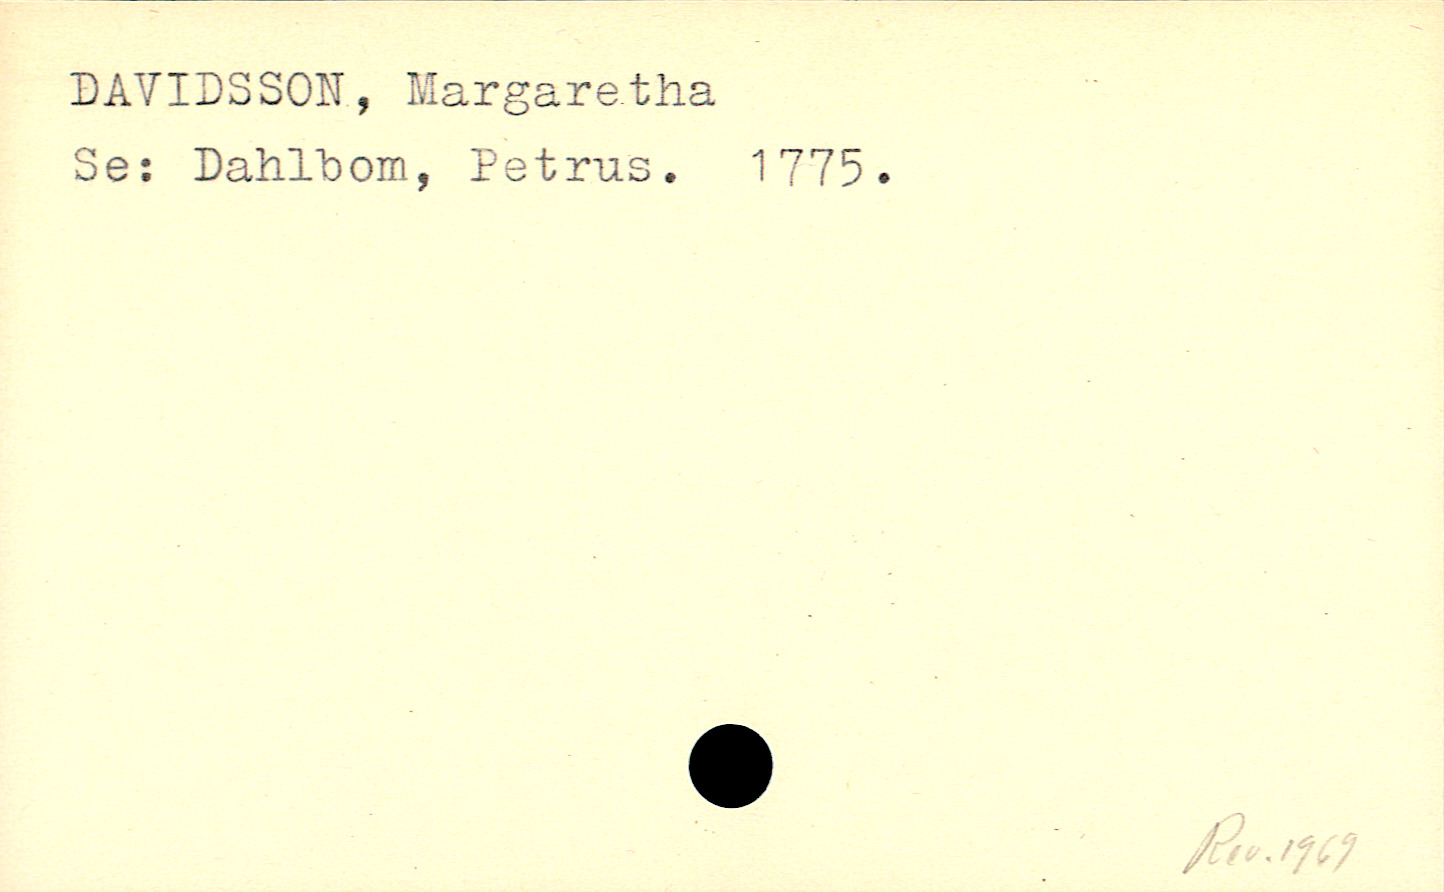 DAVIDSSON, Margaretha
Se: Dahlbom, Petrus. 1775.
Rev. 1969